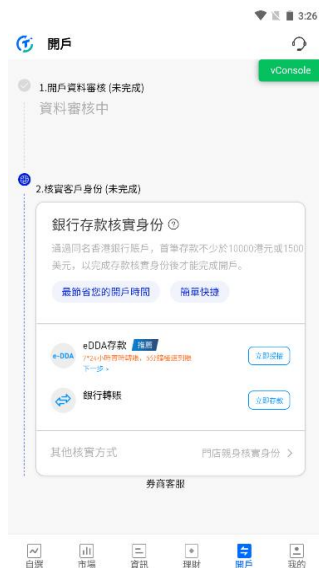 3:26
開戶
vConsole
1.開戶資料審核 (未完成)
資料審核中
2.核實客戶身份 (未完成)
銀行存款核實身份
通過同名香港銀行賬戶，首筆存款不少於10000港元或1500
美元，以完成存款核實身份後才能完成開戶。
最節省您的開戶時間 簡單快捷
eDDA存款 推薦
e-DDA
下一步
立即授權
銀行轉賬
立即存款
其他核實方式 門店親身核實身份
券商客服
自選 市場 資訊 理財 開戶 我的